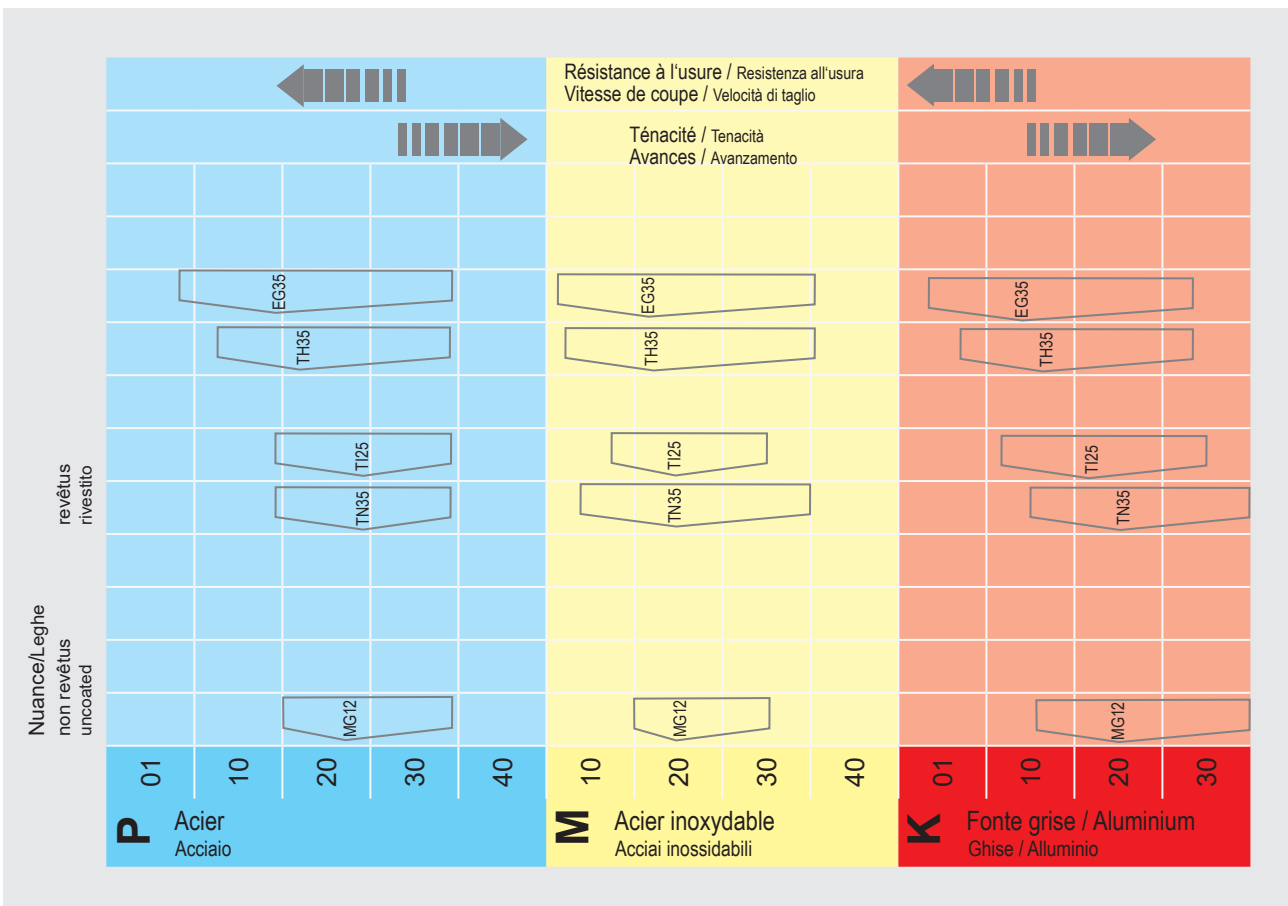 Résistance à l'usure / Resistenza all'usura
Vitesse de coupe / Velocità di taglio
Ténacité / Tenacità
Avances / Avanzamento
EG35
EG35
EG35
TH35
TH35
TH35
revêtus
rivestito
TI25
TI25
TI25
TN35
TN35
TN35
Nuance/Leghe
non revêtus
uncoated
MG12
MG12
MG12
01
10
20
30
40
10
20
30
40
01
10
20
30
P
Acier
Acciaio
M
Acier inoxydable
Acciai inossidabili
K
Fonte grise / Aluminium
Ghise / Alluminio